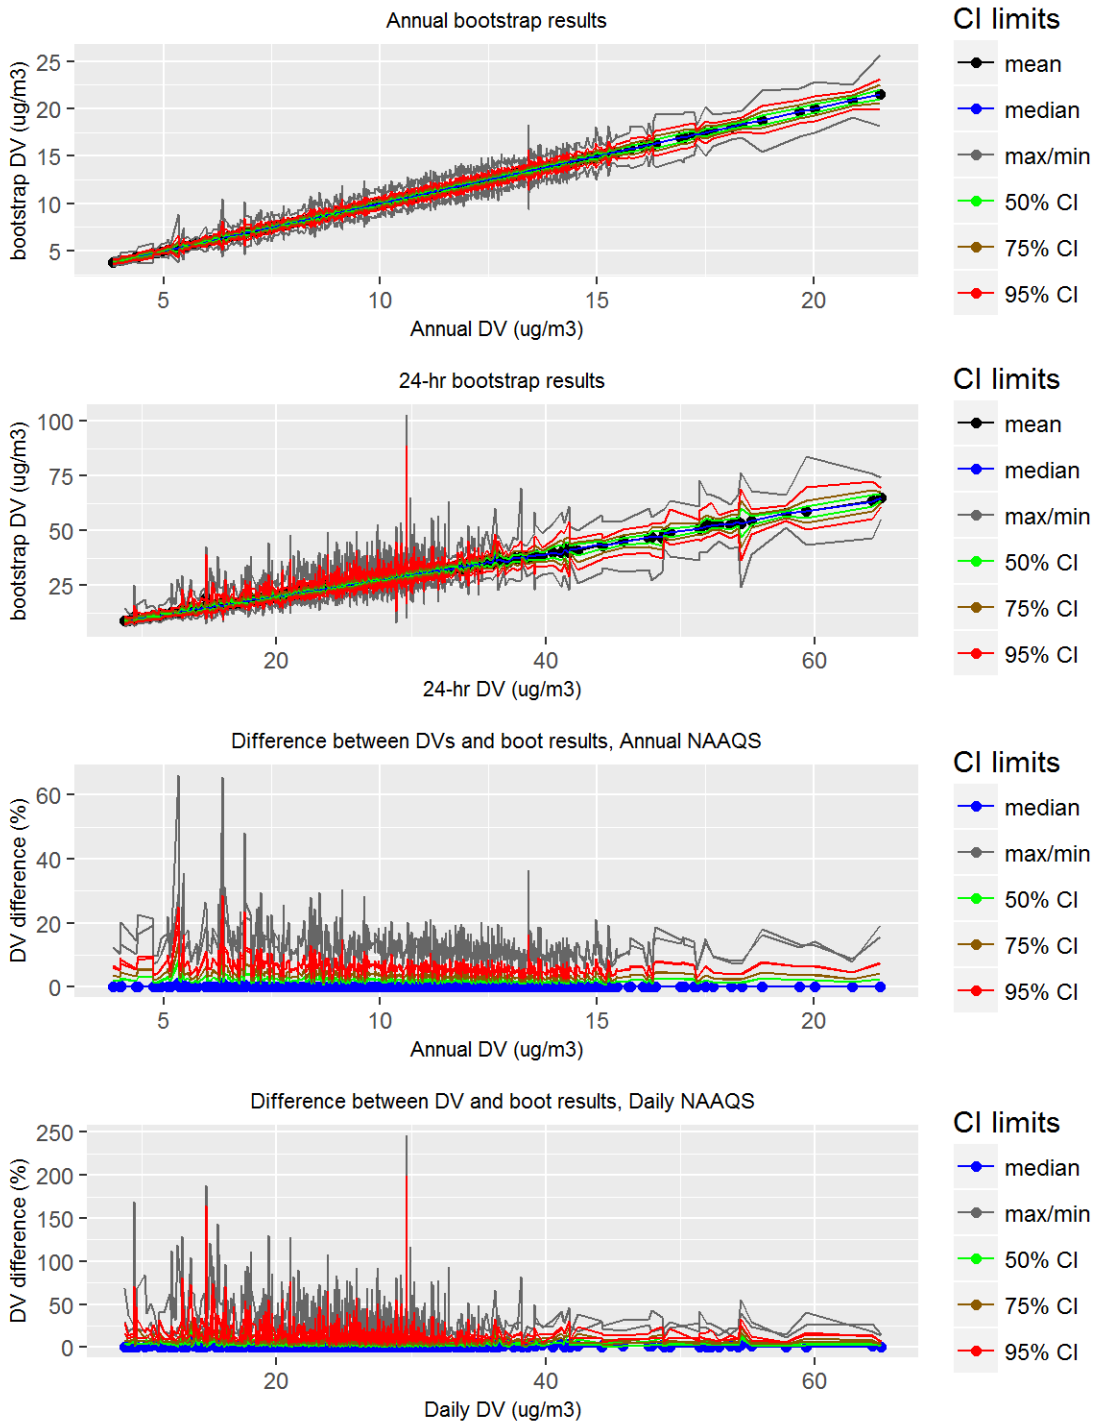 Annual bootstrap results
CI limits
25
20
15
10
5
bootstrap DV (ug/m3)
5 10 15 20
Annual DV (ug/m3)
mean
median
max/min
50% CI
75% CI
95% CI
24-hr bootstrap results
CI limits
100
75
50
25
bootstrap DV (ug/m3)
20 40 60
24-hr DV (ug/m3)
mean
median
max/min
50% CI
75% CI
95% CI
Difference between DVs and boot results, Annual NAAQS
CI limits
60
40
20
0
DV difference (%)
5 10 15 20
Annual DV (ug/m3)
median
max/min
50% CI
75% CI
95% CI
Difference between DV and boot results, Daily NAAQS
CI limits
250
200
150
100
50
0
DV difference (%)
20 40 60
Daily DV (ug/m3)
median
max/min
50% CI
75% CI
95% CI